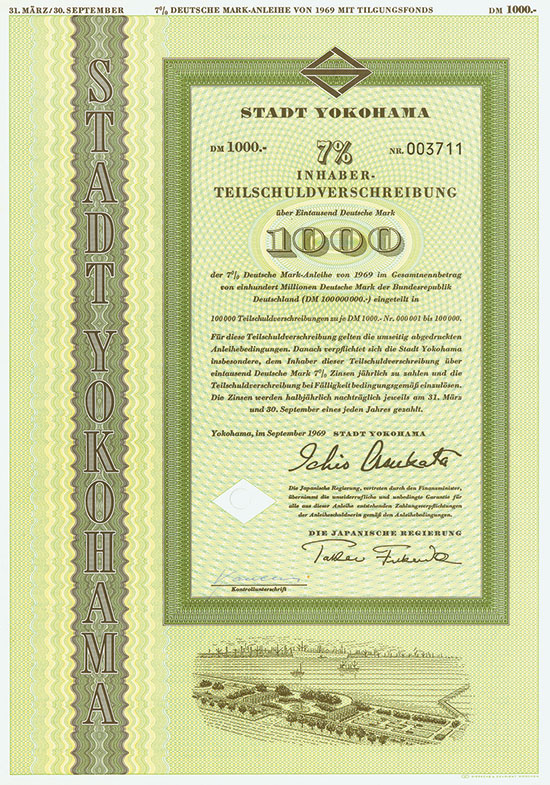 31. MÄRZ/30. SEPTEMBER 7% DEUTSCHE MARK-ANLEIHE VON 1969 MIT TILGUNGSFONDS DM 1000.-
STADT YOKOHAMA
STADT YOKOHAMA
DM 1000.- 7% NR. 003711
INHABER-
TEILSCHULDVERSCHREIBUNG
über Eintausend Deutsche Mark
1000
der 7% Deutsche Mark-Anleihe von 1969 im Gesamtnennbetrag
von einhundert Millionen Deutsche Mark der Bundesrepublik
Deutschland (DM 100000000.-) eingeteilt in
100000 Teilschuldverschreibungen zu je DM 1000.- Nr. 000001 bis 100000.
Für diese Teilschuldverschreibung gelten die umseitig abgedruckten
Anleihebedingungen. Danach verpflichtet sich die Stadt Yokohama
insbesondere, dem Inhaber dieser Teilschuldverschreibung über
eintausend Deutsche Mark 7% Zinsen jährlich zu zahlen und die
Teilschuldverschreibung bei Fälligkeit bedingungsgemäß einzulösen.
Die Zinsen werden halbjährlich nachträglich jeweils am 31. März
und 30. September eines jeden Jahres gezahlt.
Yokohama, im September 1969 STADT YOKOHAMA
Ichio Asukata
Die Japanische Regierung, vertreten durch den Finanzminister,
übernimmt die unwiderrufliche und unbedingte Garantie für
alle aus dieser Anleihe entstehenden Zahlungsverpflichtungen
der Anleiheschuldnerin gemäß den Anleihebedingungen.
DIE JAPANISCHE REGIERUNG
Takeo Fukuda
Kontrollunterschrift